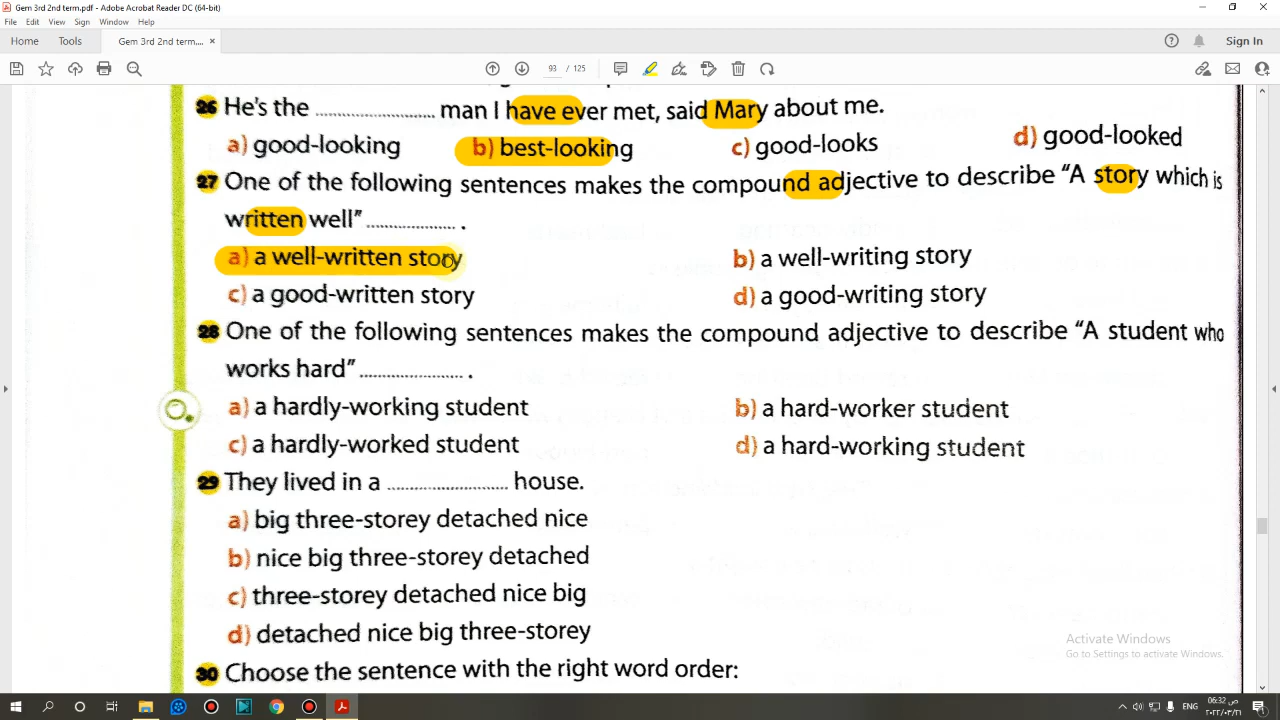 Gem 3rd 2nd term.pdf - Adobe Acrobat Reader DC (64-bit)
File Edit View Sign Window Help
Home Tools Gem 3rd 2nd term.... × Sign In
93 / 125
26 He's the .................... man I have ever met, said Mary about me.
a) good-looking b) best-looking c) good-looks d) good-looked
27 One of the following sentences makes the compound adjective to describe “A story which is
written well” .................... .
a) a well-written story b) a well-writing story
c) a good-written story d) a good-writing story
28 One of the following sentences makes the compound adjective to describe “A student who
works hard” .................... .
a) a hardly-working student b) a hard-worker student
c) a hardly-worked student d) a hard-working student
29 They lived in a .................... house.
a) big three-storey detached nice
b) nice big three-storey detached
c) three-storey detached nice big
d) detached nice big three-storey
30 Choose the sentence with the right word order:
Activate Windows
Go to Settings to activate Windows.
ENG
06:32 ص